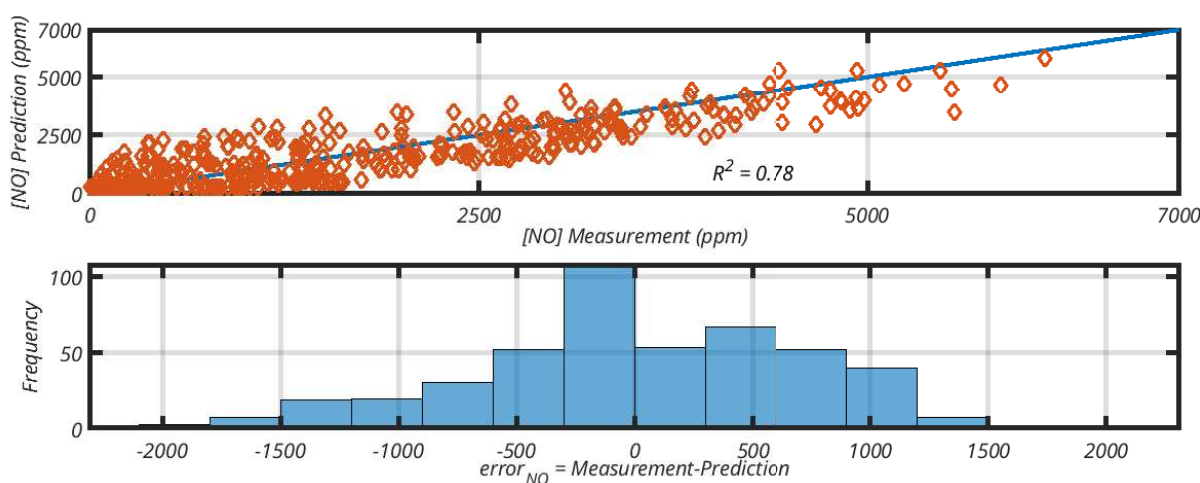 [NO] Prediction (ppm)
7000
5000
2500
0
R² = 0.78
0 2500 5000 7000
[NO] Measurement (ppm)
Frequency
100
50
0
-2000 -1500 -1000 -500 0 500 1000 1500 2000
error_NO = Measurement-Prediction